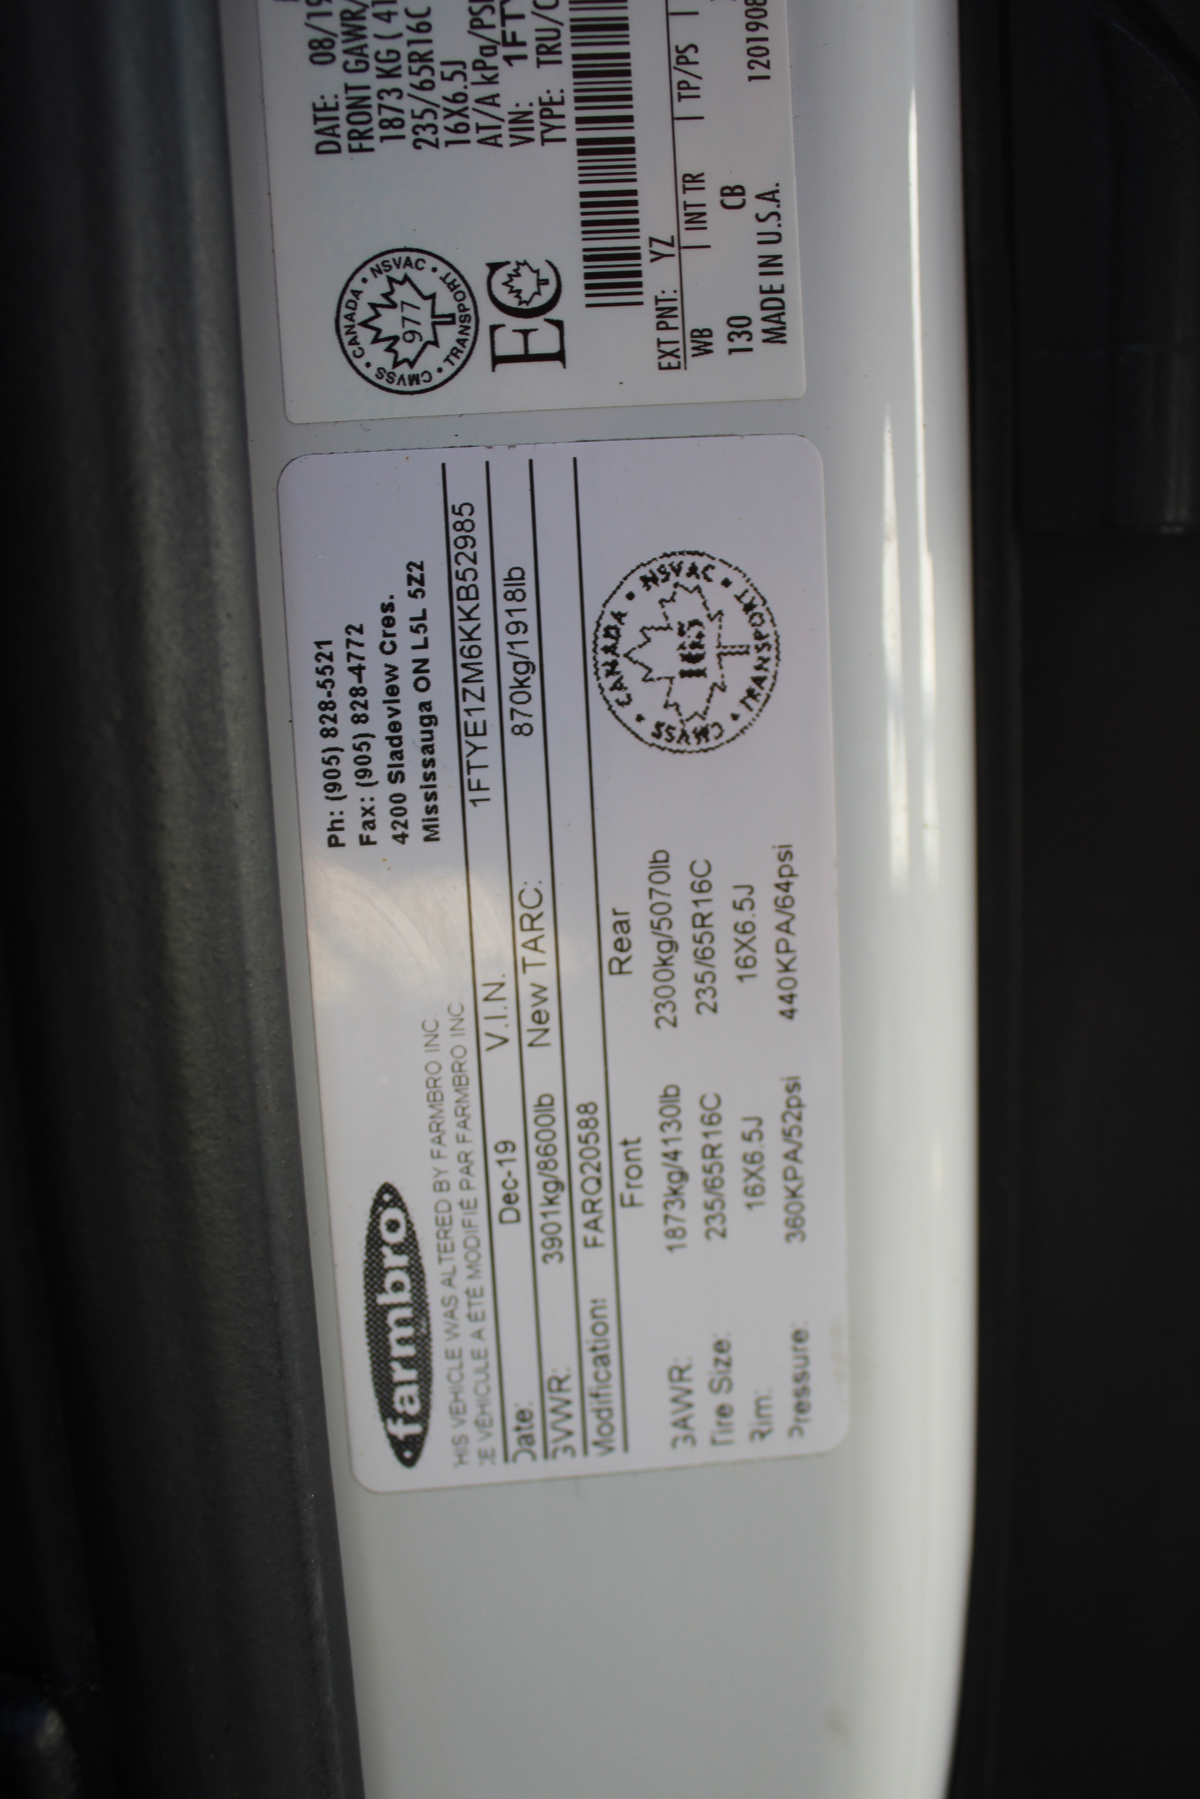 farmbro
Ph: (905) 828-5521
Fax: (905) 828-4772
4200 Sladeview Cres.
Mississauga ON L5L 5Z2
HIS VEHICLE WAS ALTERED BY FARMBRO INC.
CE VÉHICULE A ÉTÉ MODIFIÉ PAR FARMBRO INC.
Date: Dec-19 V.I.N. 1FTYE1ZM6KKB52985
GVWR: 3901kg/8600lb New TARC: 870kg/1918lb
Modification: FARQ20588
Front Rear
GAWR: 1873kg/4130lb 2300kg/5070lb
Tire Size: 235/65R16C 235/65R16C
Rim: 16X6.5J 16X6.5J
Pressure: 360KPA/52psi 440KPA/64psi
CMVSS • CANADA • NSVAC • TRANSPORT •
165
DATE: 08/19
FRONT GAWR/
1873 KG ( 41
235/65R16C
16X6.5J
AT/A kPa/PSI
VIN: 1FTY
TYPE: TRU/C
CMVSS • CANADA • NSVAC • TRANSPORT •
977
EC
EXT PNT: YZ
WB | INT TR | TP/PS |
130 CB
MADE IN U.S.A.
1201908